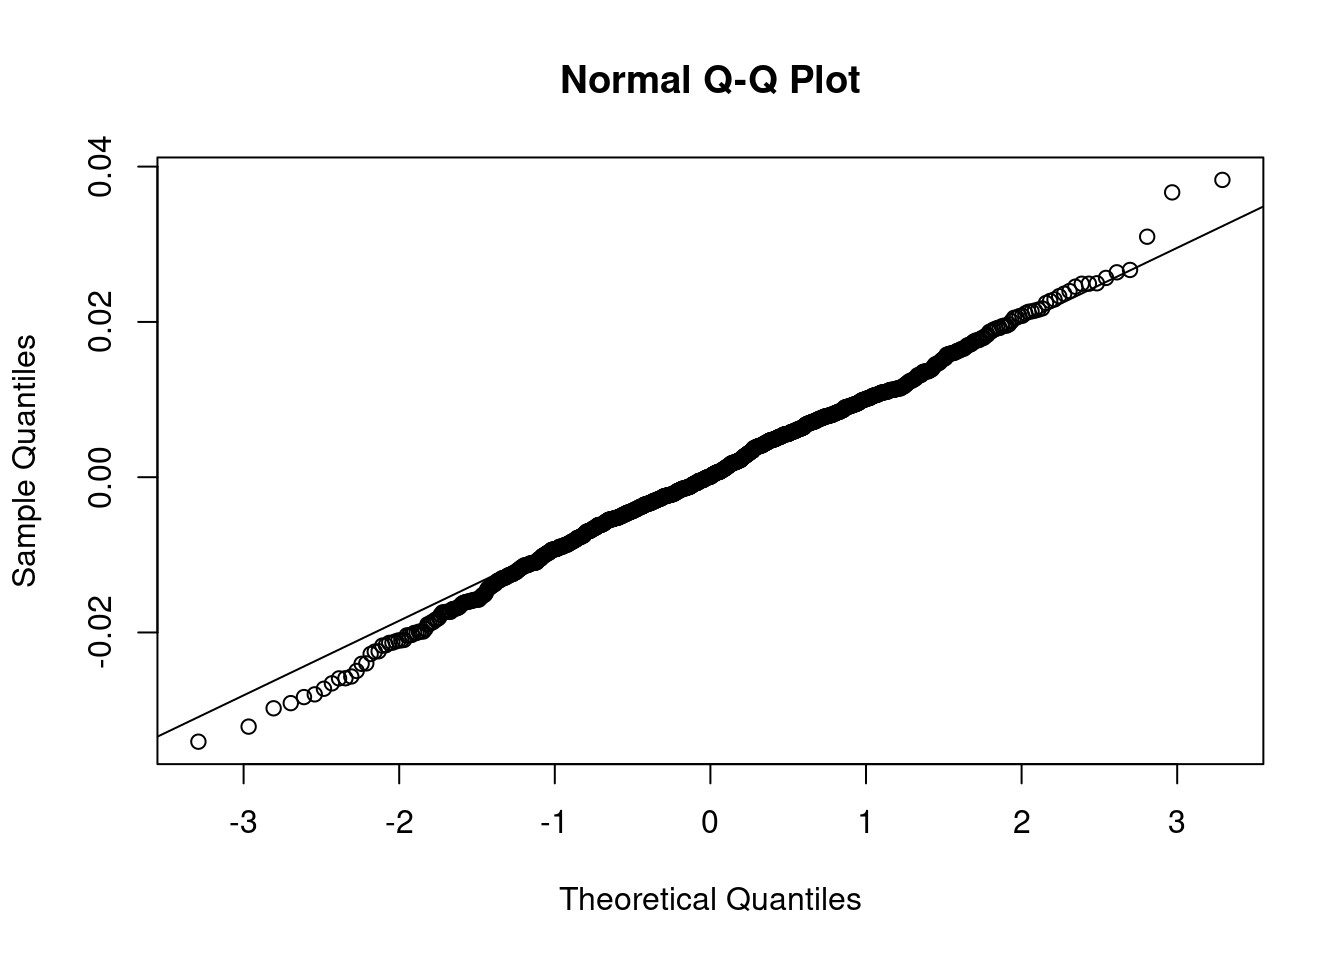 Normal Q-Q Plot
Sample Quantiles
0.04
0.02
0.00
-0.02
-3 -2 -1 0 1 2 3
Theoretical Quantiles